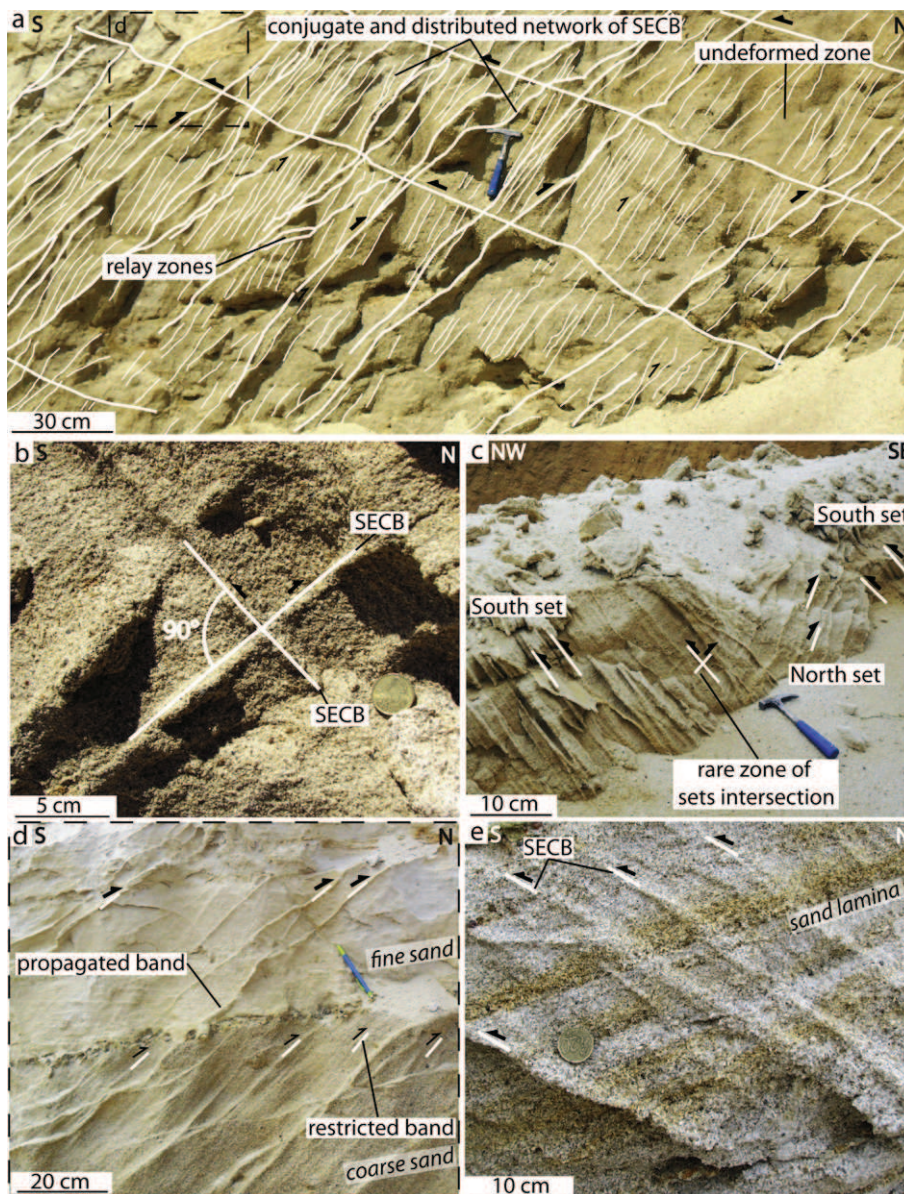 a
S
d
conjugate and distributed network of SECB
N
undeformed zone
relay zones
30 cm
b
S
N
SECB
90°
SECB
5 cm
c
NW
SE
South set
South set
North set
rare zone of
sets intersection
10 cm
d
S
N
fine sand
propagated band
restricted band
coarse sand
20 cm
e
S
N
SECB
sand lamina
10 cm